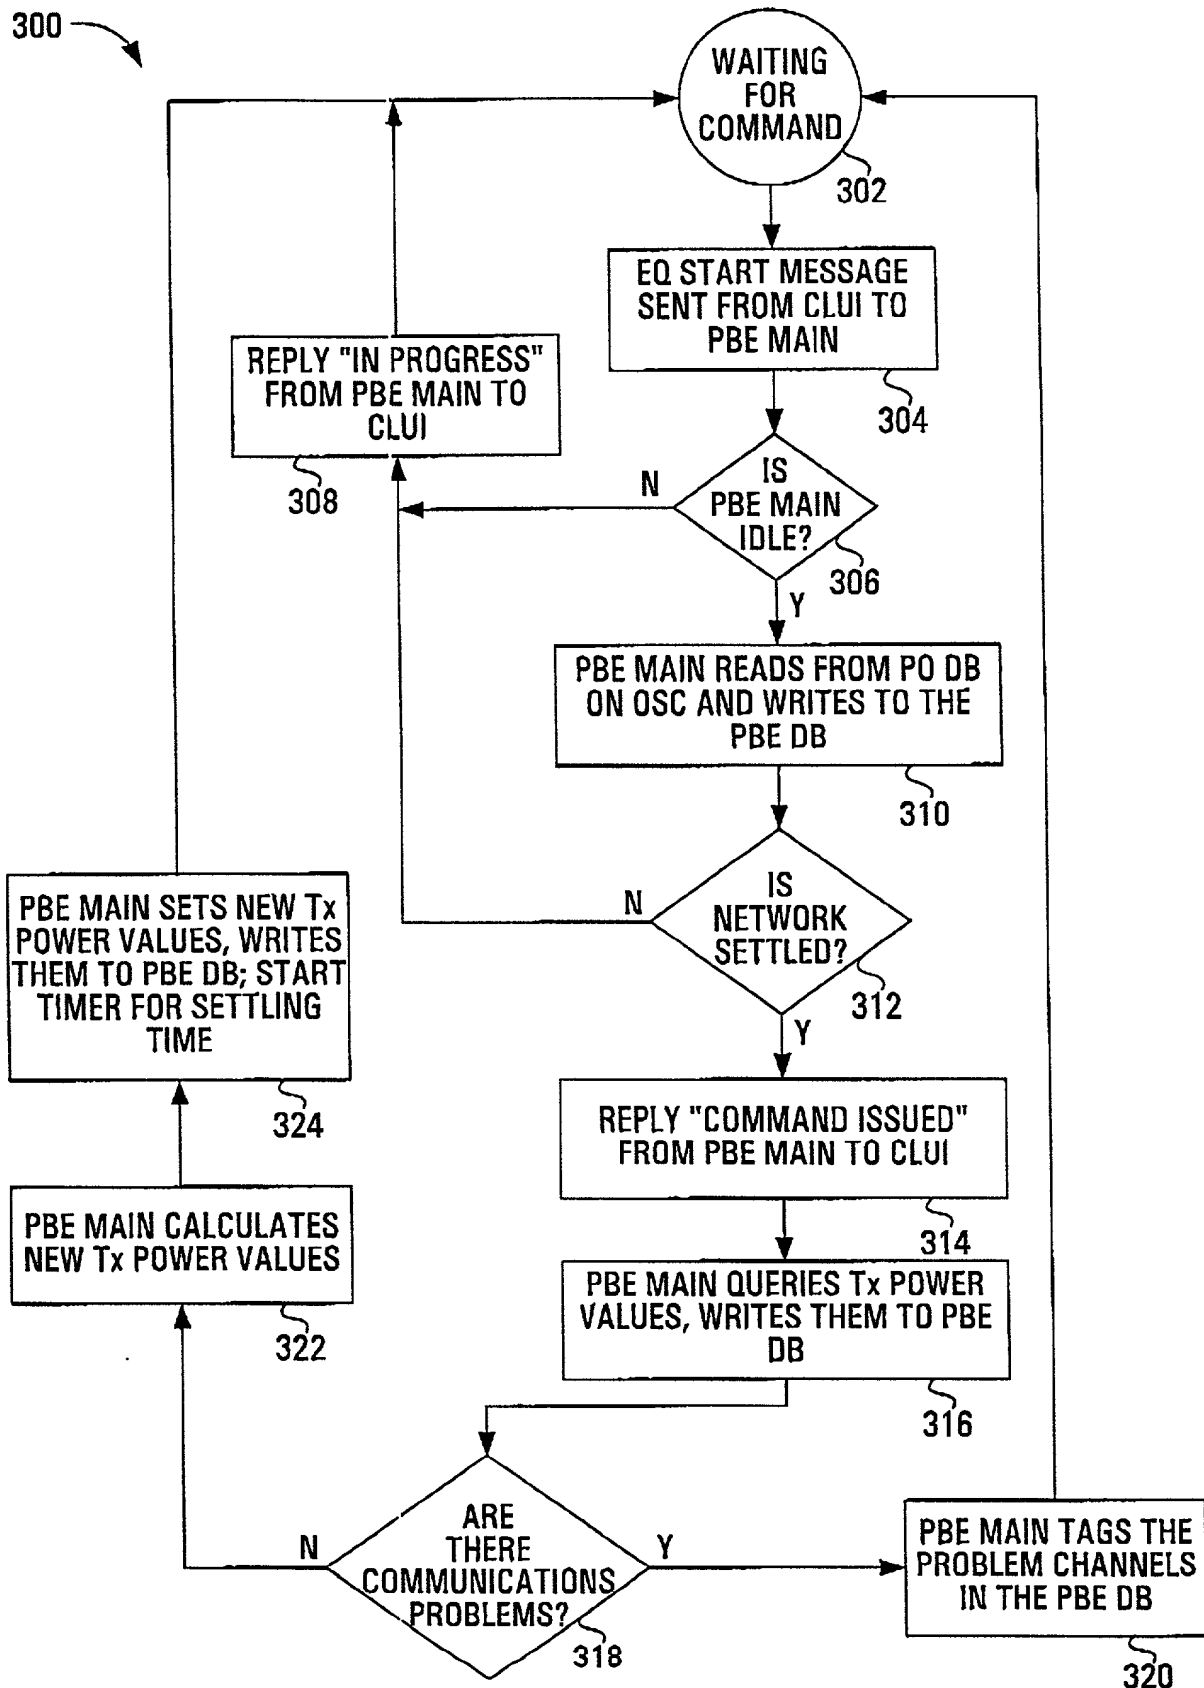 300
WAITING
FOR
COMMAND
302
EQ START MESSAGE
SENT FROM CLUI TO
PBE MAIN
304
REPLY "IN PROGRESS"
FROM PBE MAIN TO
CLUI
308
N
IS
PBE MAIN
IDLE?
306
Y
PBE MAIN READS FROM PO DB
ON OSC AND WRITES TO THE
PBE DB
310
N
IS
NETWORK
SETTLED?
312
Y
PBE MAIN SETS NEW Tx
POWER VALUES, WRITES
THEM TO PBE DB; START
TIMER FOR SETTLING
TIME
324
REPLY "COMMAND ISSUED"
FROM PBE MAIN TO CLUI
314
PBE MAIN CALCULATES
NEW Tx POWER VALUES
322
PBE MAIN QUERIES Tx POWER
VALUES, WRITES THEM TO PBE
DB
316
N
ARE
THERE
COMMUNICATIONS
PROBLEMS?
318
Y
PBE MAIN TAGS THE
PROBLEM CHANNELS
IN THE PBE DB
320